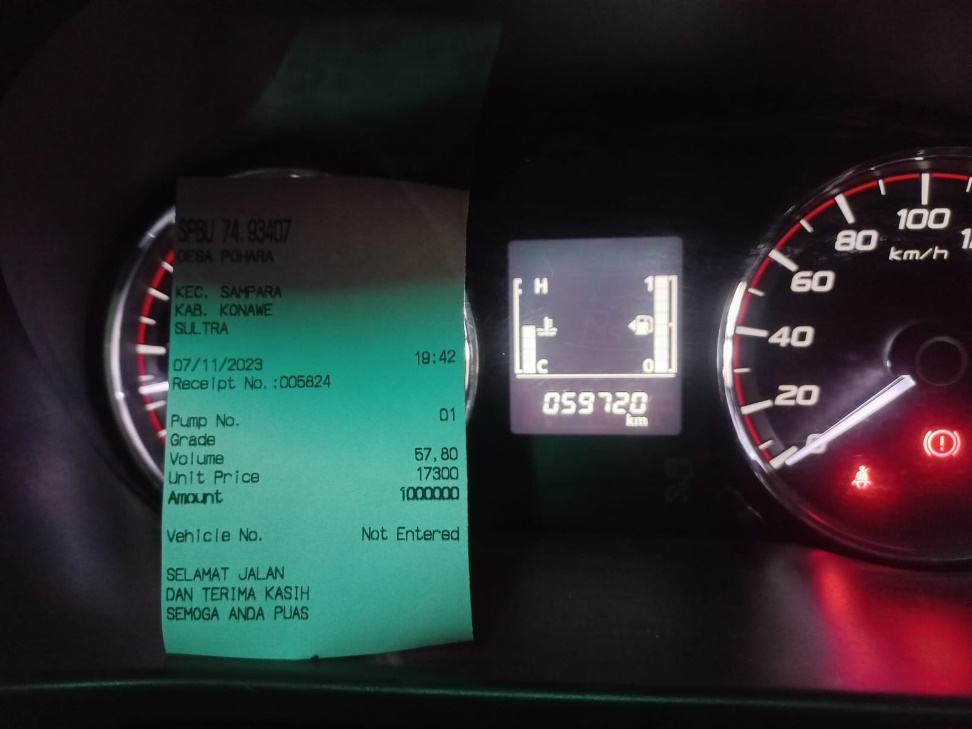 SPBU 74.93407
DESA POHARA
KEC. SAMPARA
KAB. KONAWE
SULTRA
07/11/2023 19:42
Receipt No.:005824
Pump No. 01
Grade
Volume 57,80
Unit Price 17300
Amount 1000000
Vehicle No. Not Entered
SELAMAT JALAN
DAN TERIMA KASIH
SEMOGA ANDA PUAS
H 1
C 0
059720
km
100
80
km/h
60
40
20
0